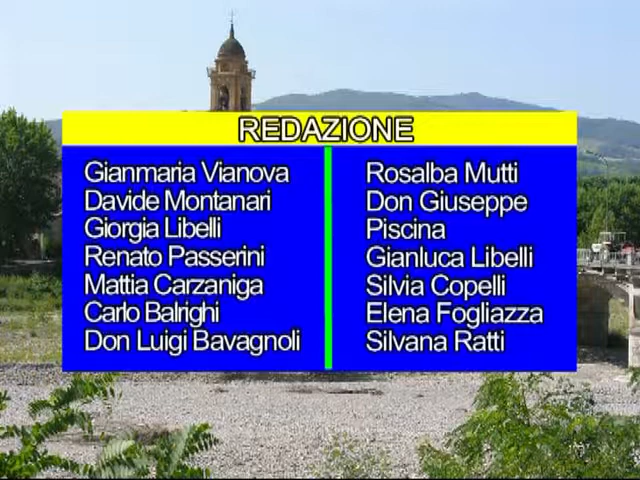 REDAZIONE
Gianmaria Vianova
Davide Montanari
Giorgia Libelli
Renato Passerini
Mattia Carzaniga
Carlo Balrighi
Don Luigi Bavagnoli
Rosalba Mutti
Don Giuseppe
Piscina
Gianluca Libelli
Silvia Copelli
Elena Fogliazza
Silvana Ratti